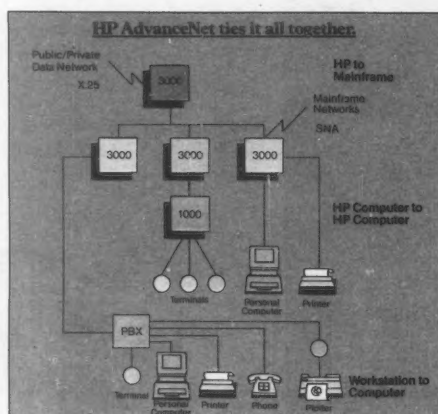 HP AdvanceNet ties it all together.
Public/Private
Data Network
X.25
3000
HP to
Mainframe
Mainframe
Networks
SNA
3000
3000
3000
1000
HP Computer to
HP Computer
Terminals
Personal
Computer
Printer
PBX
Terminal
Personal
Computer
Printer
Phone
Plotter
Workstation to
Computer